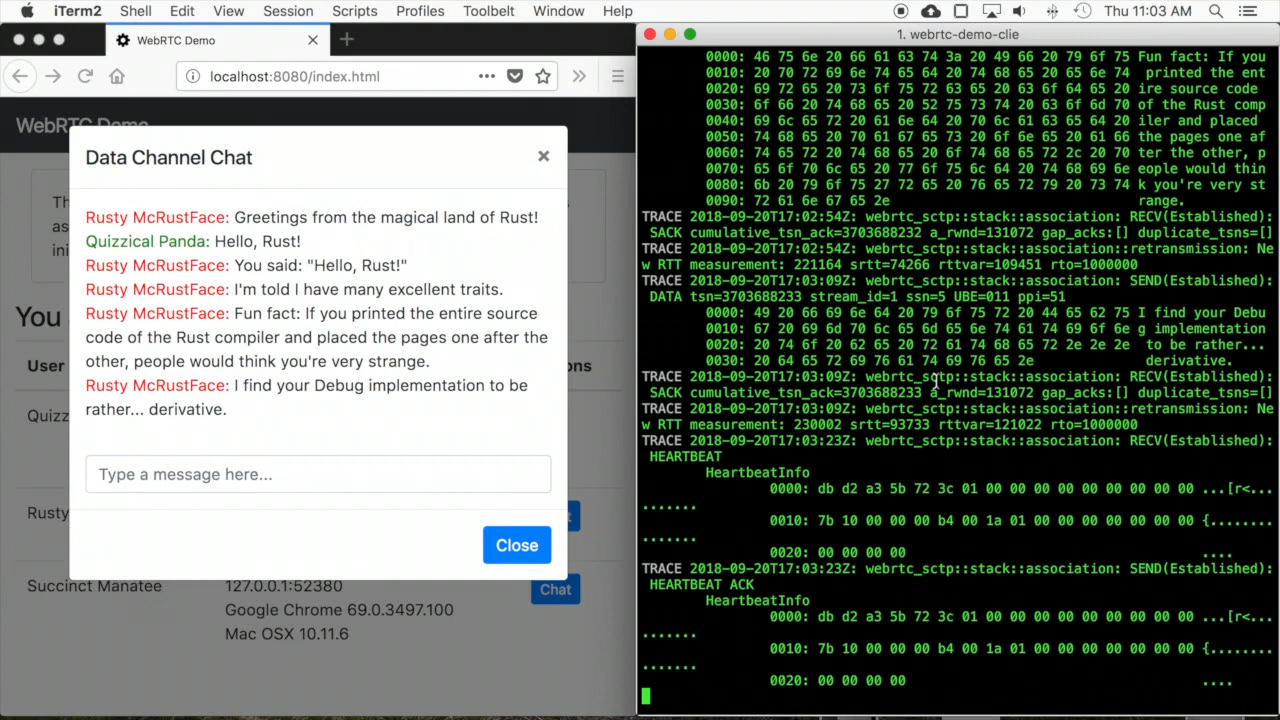 iTerm2 Shell Edit View Session Scripts Profiles Toolbelt Window Help Thu 11:03 AM
WebRTC Demo
localhost:8080/index.html
WebRTC Demo
Data Channel Chat
Rusty McRustFace: Greetings from the magical land of Rust!
Quizzical Panda: Hello, Rust!
Rusty McRustFace: You said: "Hello, Rust!"
Rusty McRustFace: I'm told I have many excellent traits.
Rusty McRustFace: Fun fact: If you printed the entire source
code of the Rust compiler and placed the pages one after the
other, people would think you're very strange.
Rusty McRustFace: I find your Debug implementation to be
rather... derivative.
Type a message here...
Close
Th
as
ini
You
User
ons
Quizz
Rusty
Succinct Manatee 127.0.0.1:52380 Chat
Google Chrome 69.0.3497.100
Mac OSX 10.11.6
1. webrtc-demo-clie
0000: 46 75 6e 20 66 61 63 74 3a 20 49 66 20 79 6f 75 Fun fact: If you
0010: 20 70 72 69 6e 74 65 64 20 74 68 65 20 65 6e 74  printed the ent
0020: 69 72 65 20 73 6f 75 72 63 65 20 63 6f 64 65 20 ire source code
0030: 6f 66 20 74 68 65 20 52 75 73 74 20 63 6f 6d 70 of the Rust comp
0040: 69 6c 65 72 20 61 6e 64 20 70 6c 61 63 65 64 20 iler and placed
0050: 74 68 65 20 70 61 67 65 73 20 6f 6e 65 20 61 66 the pages one af
0060: 74 65 72 20 74 68 65 20 6f 74 68 65 72 2c 20 70 ter the other, p
0070: 65 6f 70 6c 65 20 77 6f 75 6c 64 20 74 68 69 6e eople would thin
0080: 6b 20 79 6f 75 27 72 65 20 76 65 72 79 20 73 74 k you're very st
0090: 72 61 6e 67 65 2e range.
TRACE 2018-09-20T17:02:54Z: webrtc_sctp::stack::association: RECV(Established):
SACK cumulative_tsn_ack=3703688232 a_rwnd=131072 gap_acks:[] duplicate_tsns=[]
TRACE 2018-09-20T17:02:54Z: webrtc_sctp::stack::association::retransmission: Ne
w RTT measurement: 221164 srtt=74266 rttvar=109451 rto=1000000
TRACE 2018-09-20T17:03:09Z: webrtc_sctp::stack::association: SEND(Established):
DATA tsn=3703688233 stream_id=1 ssn=5 UBE=011 ppi=51
0000: 49 20 66 69 6e 64 20 79 6f 75 72 20 44 65 62 75 I find your Debu
0010: 67 20 69 6d 70 6c 65 6d 65 6e 74 61 74 69 6f 6e g implementation
0020: 20 74 6f 20 62 65 20 72 61 74 68 65 72 2e 2e 2e  to be rather...
0030: 20 64 65 72 69 76 61 74 69 76 65 2e  derivative.
TRACE 2018-09-20T17:03:09Z: webrtc_sctp::stack::association: RECV(Established):
SACK cumulative_tsn_ack=3703688233 a_rwnd=131072 gap_acks:[] duplicate_tsns=[]
TRACE 2018-09-20T17:03:09Z: webrtc_sctp::stack::association::retransmission: Ne
w RTT measurement: 230002 srtt=93733 rttvar=121022 rto=1000000
TRACE 2018-09-20T17:03:23Z: webrtc_sctp::stack::association: RECV(Established):
HEARTBEAT
HeartbeatInfo
0000: db d2 a3 5b 72 3c 01 00 00 00 00 00 00 00 00 00 ...[r<...
.......
0010: 7b 10 00 00 00 b4 00 1a 01 00 00 00 00 00 00 00 {........
.......
0020: 00 00 00 00 ....
TRACE 2018-09-20T17:03:23Z: webrtc_sctp::stack::association: SEND(Established):
HEARTBEAT ACK
HeartbeatInfo
0000: db d2 a3 5b 72 3c 01 00 00 00 00 00 00 00 00 00 ...[r<...
.......
0010: 7b 10 00 00 00 b4 00 1a 01 00 00 00 00 00 00 00 {........
.......
0020: 00 00 00 00 ....